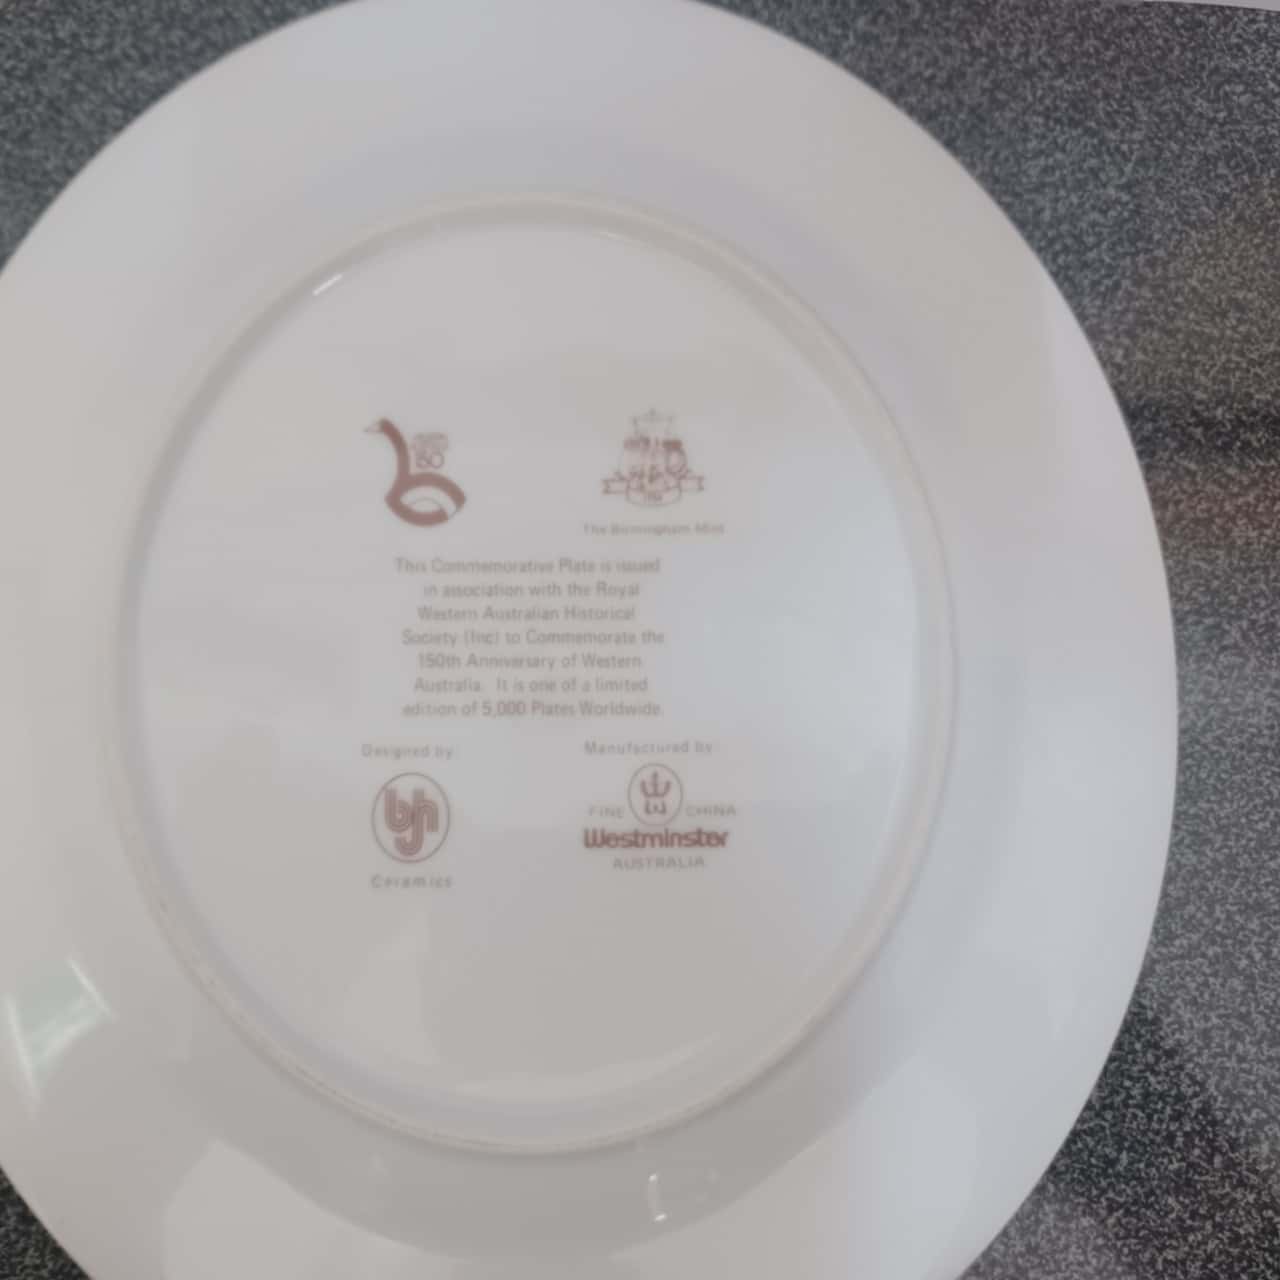 150
The Birmingham Mint
This Commemorative Plate is issued
in association with the Royal
Western Australian Historical
Society (Inc) to Commemorate the
150th Anniversary of Western
Australia. It is one of a limited
edition of 5,000 Plates Worldwide.
Designed by:
Manufactured by:
bjh
Ceramics
FINE CHINA
Westminster
AUSTRALIA